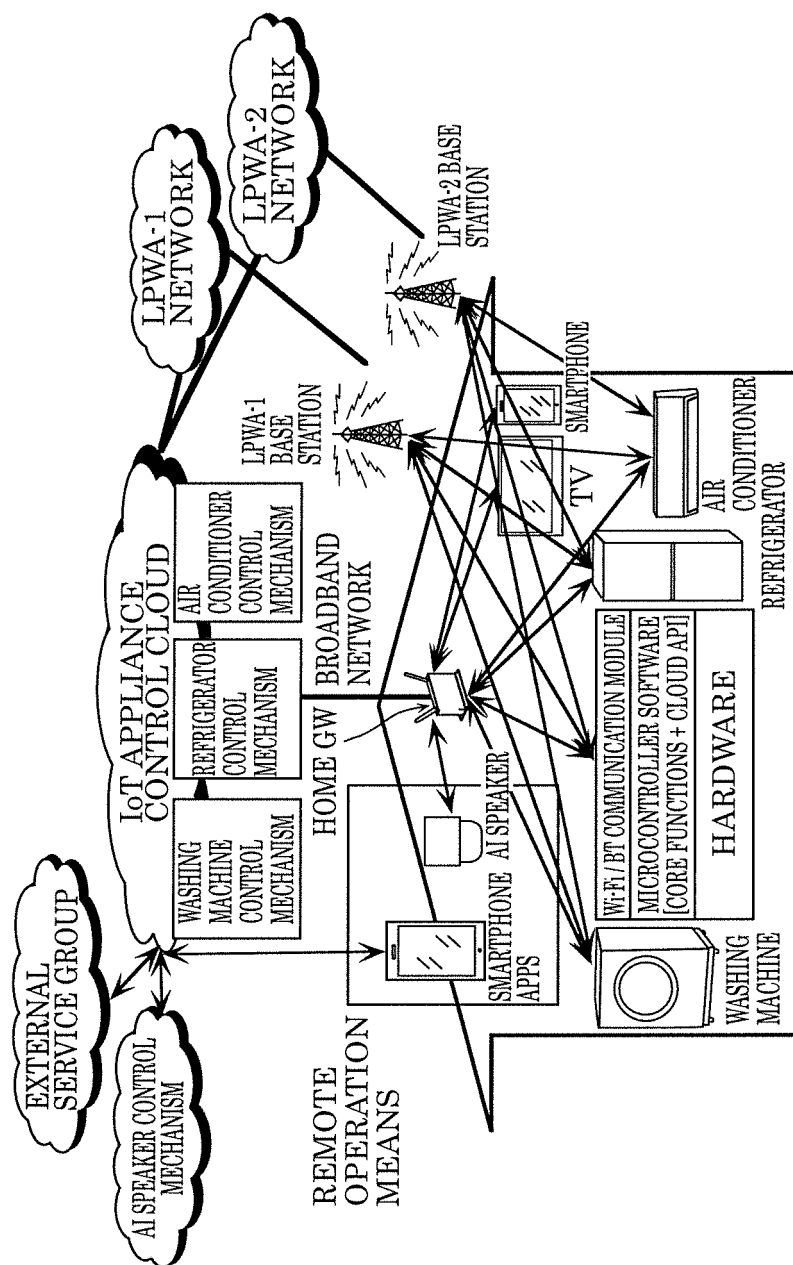 EXTERNAL
SERVICE GROUP
AI SPEAKER CONTROL
MECHANISM
IoT APPLIANCE
CONTROL CLOUD
WASHING
MACHINE
CONTROL
MECHANISM
REFRIGERATOR
CONTROL
MECHANISM
AIR
CONDITIONER
CONTROL
MECHANISM
LPWA-1
NETWORK
LPWA-2
NETWORK
REMOTE
OPERATION
MEANS
HOME GW
BROADBAND
NETWORK
LPWA-1
BASE
STATION
LPWA-2 BASE
STATION
SMARTPHONE
APPS
AI SPEAKER
TV
SMARTPHONE
WASHING
MACHINE
Wi-Fi / BT COMMUNICATION MODULE
MICROCONTROLLER SOFTWARE
[CORE FUNCTIONS + CLOUD API]
HARDWARE
REFRIGERATOR
AIR
CONDITIONER